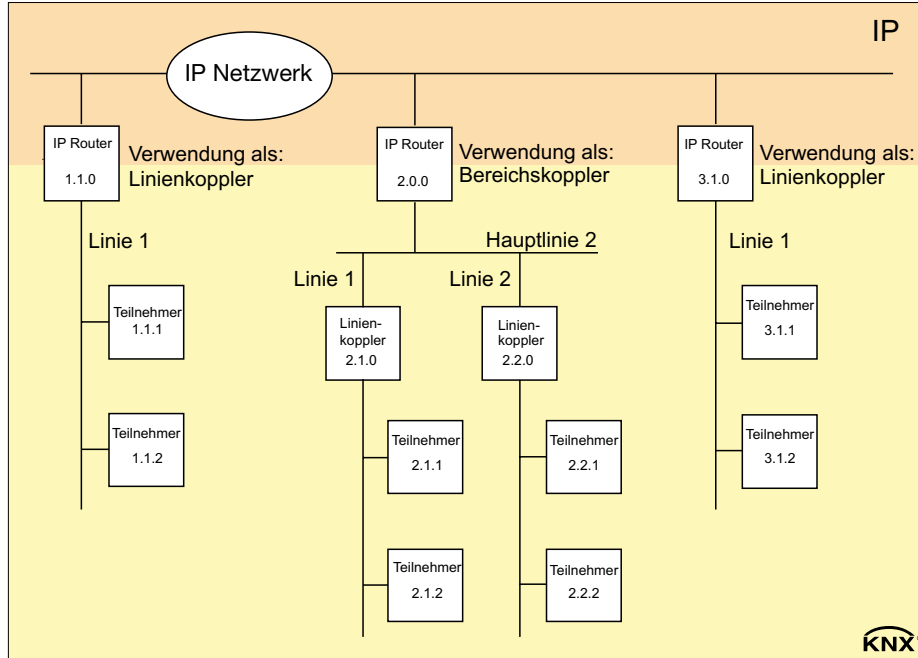 IP
IP Netzwerk
IP Router
1.1.0
Verwendung als:
Linienkoppler
IP Router
2.0.0
Verwendung als:
Bereichskoppler
IP Router
3.1.0
Verwendung als:
Linienkoppler
Linie 1
Hauptlinie 2
Linie 1
Linie 1
Linie 2
Teilnehmer
1.1.1
Linien-
koppler
2.1.0
Linien-
koppler
2.2.0
Teilnehmer
3.1.1
Teilnehmer
1.1.2
Teilnehmer
2.1.1
Teilnehmer
2.2.1
Teilnehmer
3.1.2
Teilnehmer
2.1.2
Teilnehmer
2.2.2
KNX